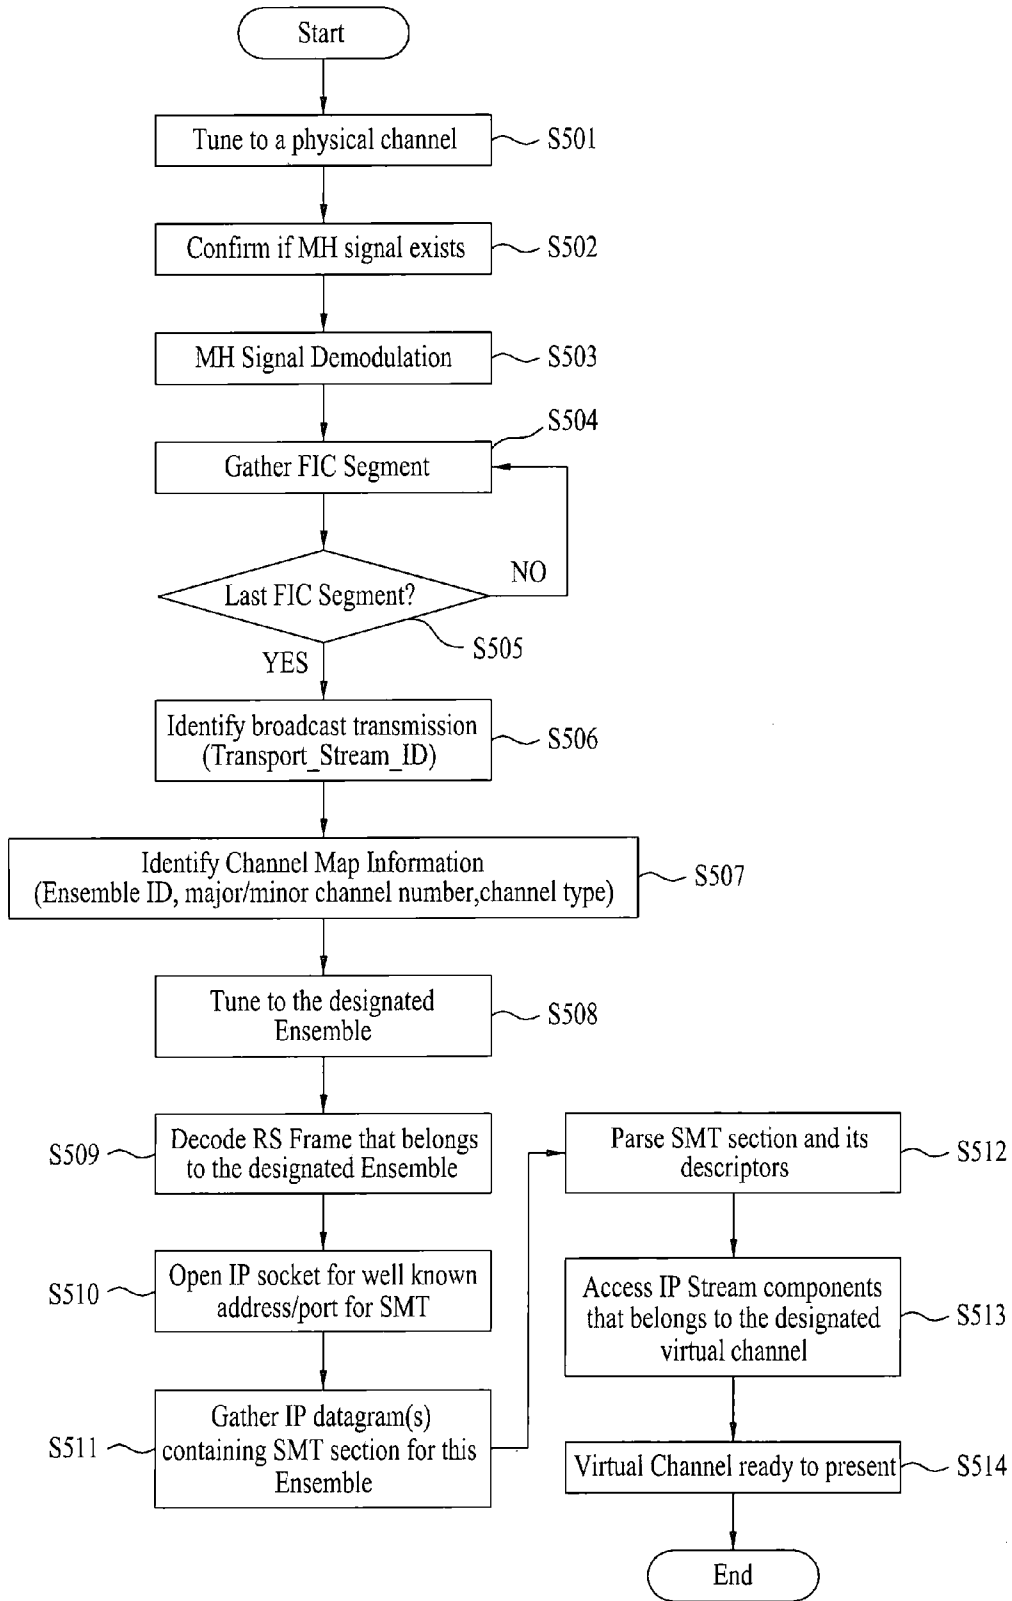 Start
Tune to a physical channel
S501
Confirm if MH signal exists
S502
MH Signal Demodulation
S503
S504
Gather FIC Segment
Last FIC Segment?
NO
S505
YES
Identify broadcast transmission
(Transport_Stream_ID)
S506
Identify Channel Map Information
(Ensemble ID, major/minor channel number,channel type)
S507
Tune to the designated
Ensemble
S508
S509
Decode RS Frame that belongs
to the designated Ensemble
S510
Open IP socket for well known
address/port for SMT
S511
Gather IP datagram(s)
containing SMT section for this
Ensemble
Parse SMT section and its
descriptors
S512
Access IP Stream components
that belongs to the designated
virtual channel
S513
Virtual Channel ready to present
S514
End